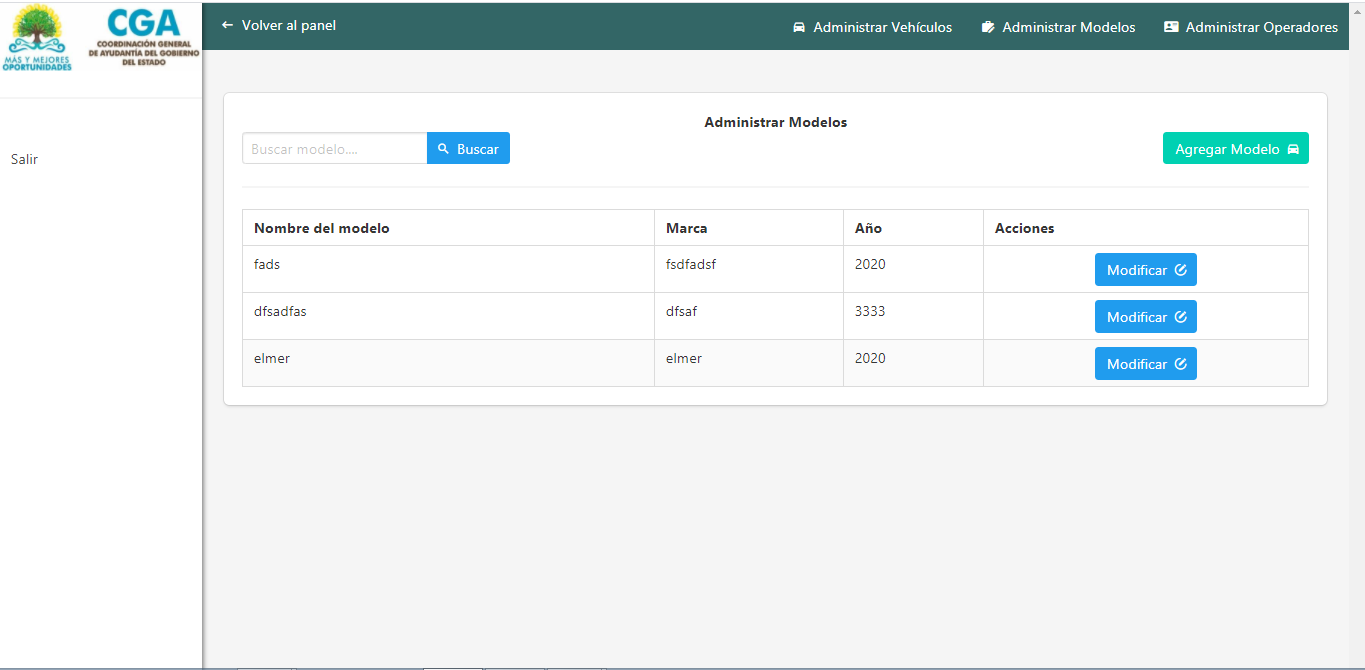 MÁS Y MEJORES
OPORTUNIDADES
CGA
COORDINACIÓN GENERAL
DE AYUDANTÍA DEL GOBIERNO
DEL ESTADO
Salir
← Volver al panel
Administrar Vehículos
Administrar Modelos
Administrar Operadores
Administrar Modelos
Buscar modelo....
Buscar
Agregar Modelo
Nombre del modelo Marca Año Acciones
fads fsdfadsf 2020 Modificar
dfsadfas dfsaf 3333 Modificar
elmer elmer 2020 Modificar